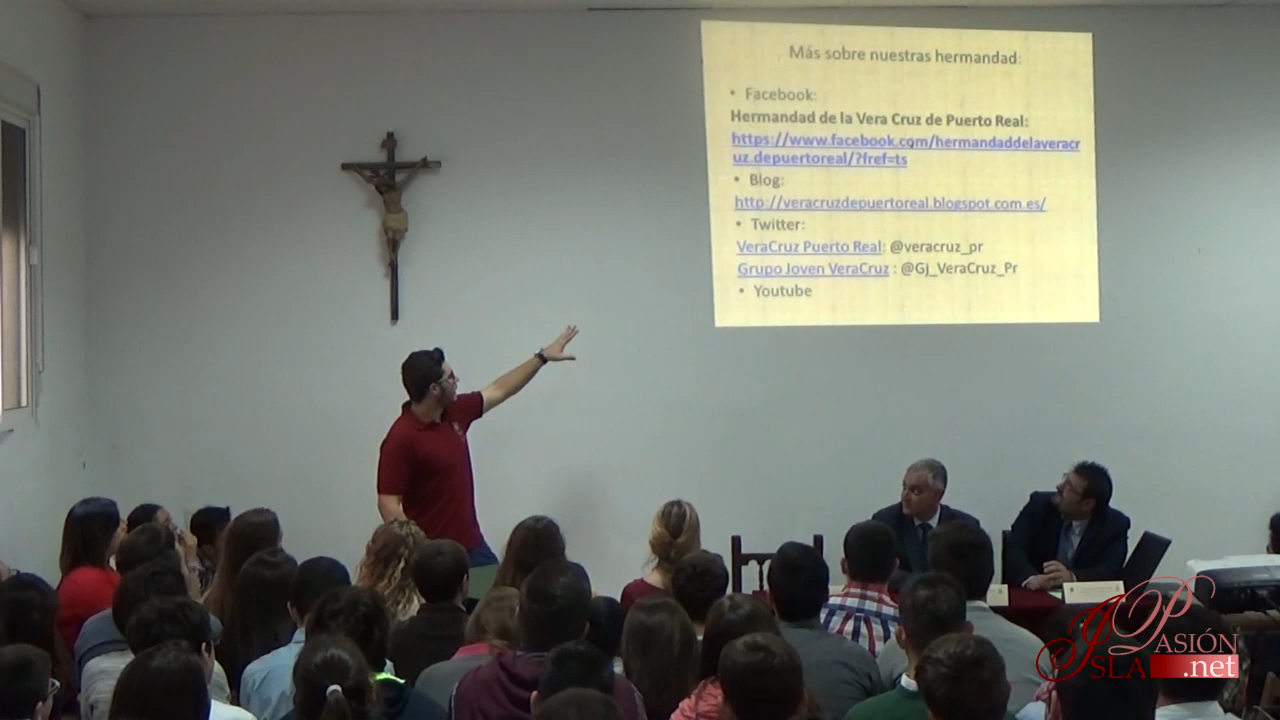 Más sobre nuestras hermandad:
• Facebook:
Hermandad de la Vera Cruz de Puerto Real:
https://www.facebook.com/hermandaddelaveracr
uz.depuertoreal/?fref=ts
• Blog:
http://veracruzdepuertoreal.blogspot.com.es/
• Twitter:
VeraCruz Puerto Real: @veracruz_pr
Grupo Joven VeraCruz : @Gj_VeraCruz_Pr
• Youtube
PASIÓN
ISLA.net